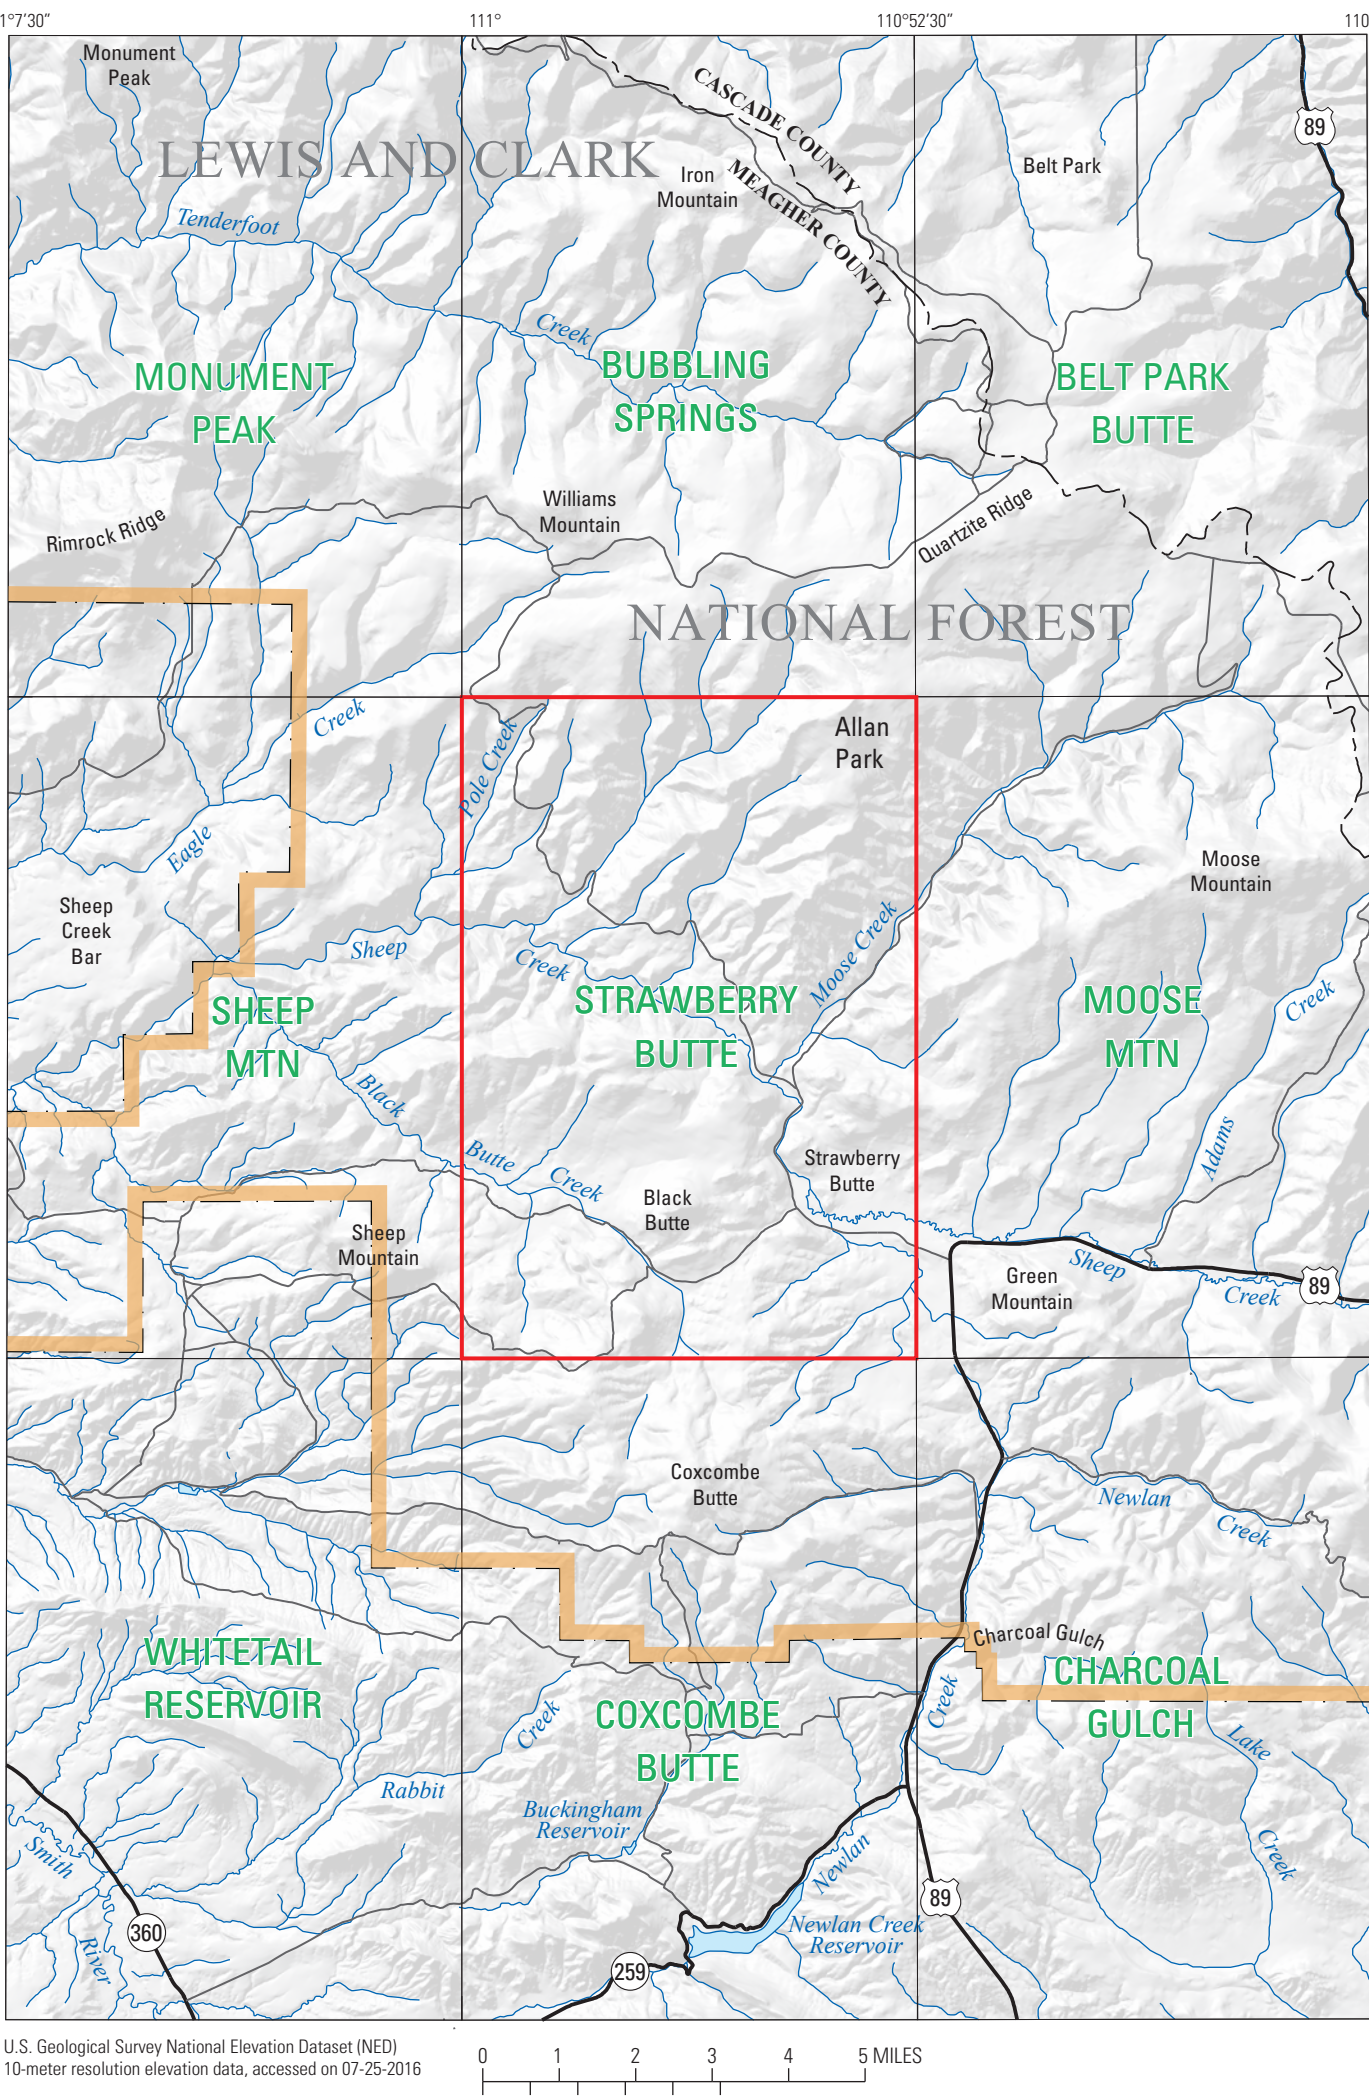 1°7'30"
111°
110°52'30"
110
Monument
Peak
CASCADE COUNTY
MEAGHER COUNTY
89
LEWIS AND CLARK
Iron
Mountain
Belt Park
Tenderfoot
Creek
MONUMENT
PEAK
BUBBLING
SPRINGS
BELT PARK
BUTTE
Williams
Mountain
Rimrock Ridge
Quartzite Ridge
NATIONAL FOREST
Creek
Pole Creek
Allan
Park
Eagle
Moose
Mountain
Sheep
Creek
Bar
Sheep
Creek
Moose Creek
Creek
SHEEP
MTN
STRAWBERRY
BUTTE
MOOSE
MTN
Black
Butte
Creek
Adams
Strawberry
Butte
Black
Butte
Sheep
Mountain
Sheep
Creek
Green
Mountain
89
Coxcombe
Butte
Newlan
Creek
Charcoal Gulch
WHITETAIL
RESERVOIR
CHARCOAL
GULCH
Creek
Creek
COXCOMBE
BUTTE
Lake
Creek
Rabbit
Buckingham
Reservoir
Smith
River
Newlan
89
Newlan Creek
Reservoir
360
259
U.S. Geological Survey National Elevation Dataset (NED)
10-meter resolution elevation data, accessed on 07-25-2016
0 1 2 3 4 5 MILES